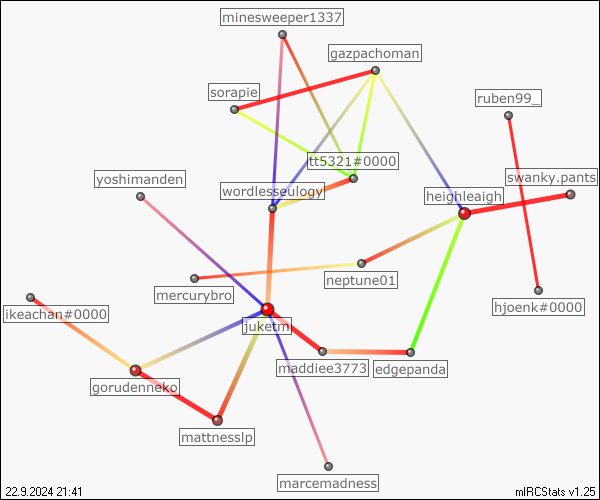 minesweeper1337
gazpachoman
sorapie
ruben99_
tt5321#0000
yoshimanden
swanky.pants
wordlesseulogy
heighleaigh
neptune01
mercurybro
hjoenk#0000
ikeachan#0000
juketm
maddiee3773
edgepanda
gorudenneko
mattnesslp
marcemadness
22.9.2024 21:41
mIRCStats v1.25